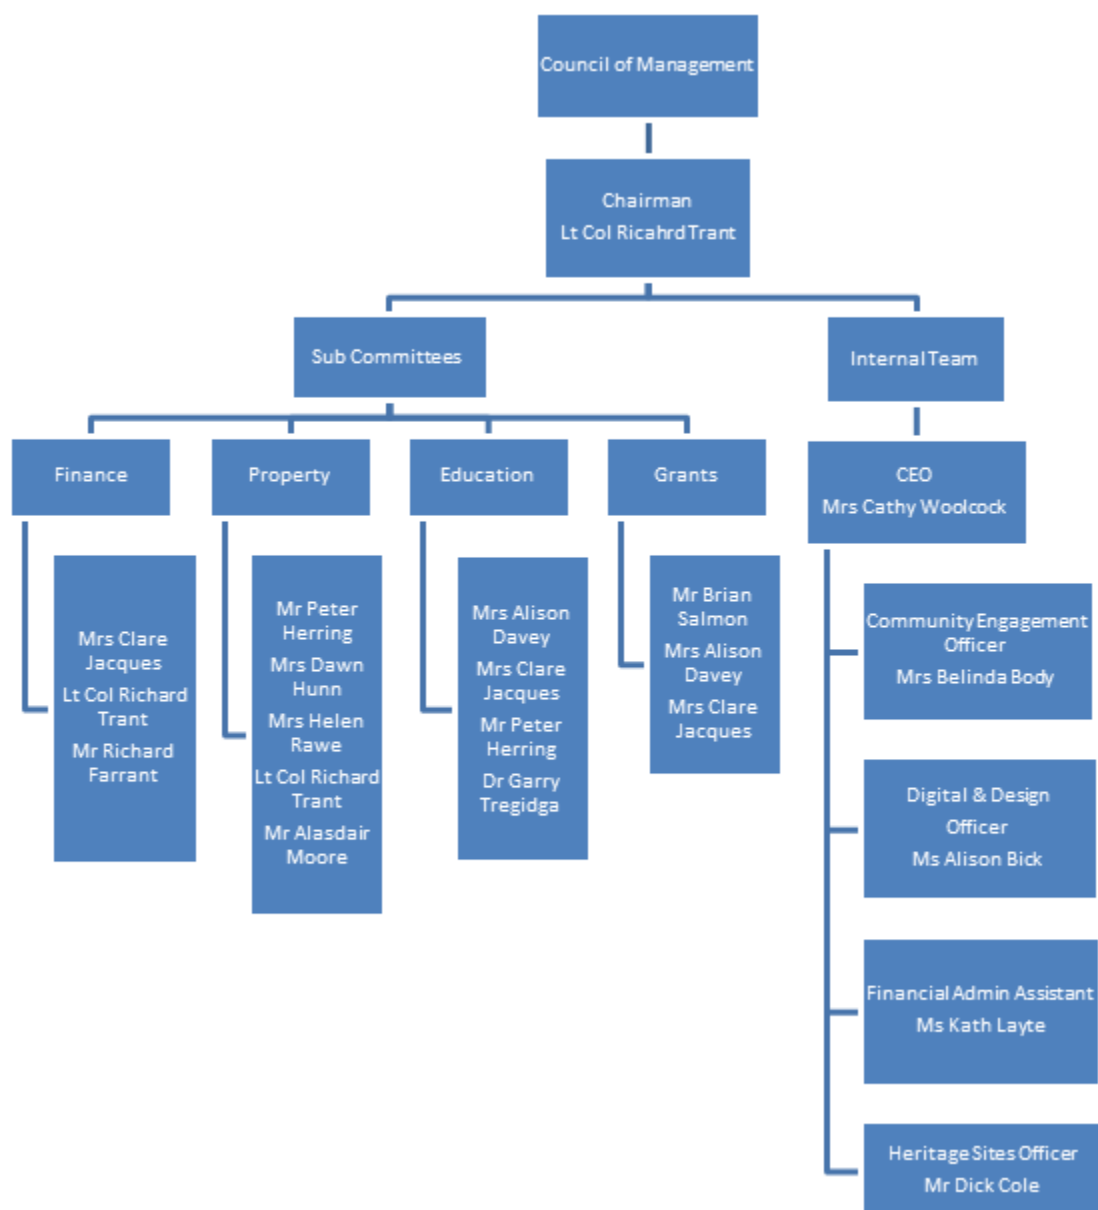 Council of Management
Chairman
Lt Col Ricahrd Trant
Sub Committees
Internal Team
Finance
Property
Education
Grants
CEO
Mrs Cathy Woolcock
Mrs Clare
Jacques
Lt Col Richard
Trant
Mr Richard
Farrant
Mr Peter
Herring
Mrs Dawn
Hunn
Mrs Helen
Rawe
Lt Col Richard
Trant
Mr Alasdair
Moore
Mrs Alison
Davey
Mrs Clare
Jacques
Mr Peter
Herring
Dr Garry
Tregidga
Mr Brian
Salmon
Mrs Alison
Davey
Mrs Clare
Jacques
Community Engagement
Officer
Mrs Belinda Body
Digital & Design
Officer
Ms Alison Bick
Financial Admin Assistant
Ms Kath Layte
Heritage Sites Officer
Mr Dick Cole